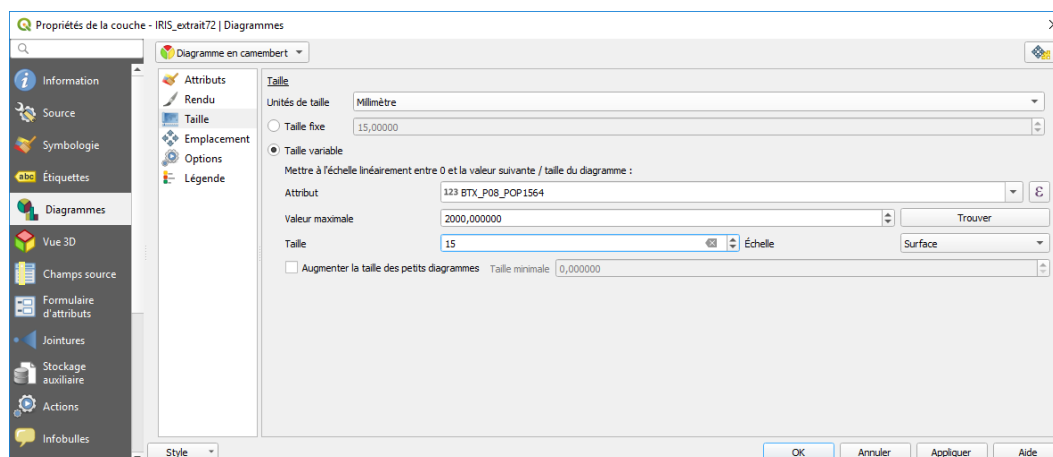 Propriétés de la couche - IRIS_extrait72 | Diagrammes
Diagramme en camembert
Information
Source
Symbologie
abc Étiquettes
Diagrammes
Vue 3D
Champs source
Formulaire
d'attributs
Jointures
Stockage
auxiliaire
Actions
Infobulles
Attributs
Rendu
Taille
Emplacement
Options
Légende
Taille
Unités de taille Millimètre
Taille fixe 15,00000
Taille variable
Mettre à l'échelle linéairement entre 0 et la valeur suivante / taille du diagramme :
Attribut 123 BTX_P08_POP1564 ε
Valeur maximale 2000,000000 Trouver
Taille 15 Échelle Surface
Augmenter la taille des petits diagrammes Taille minimale 0,000000
Style OK Annuler Appliquer Aide